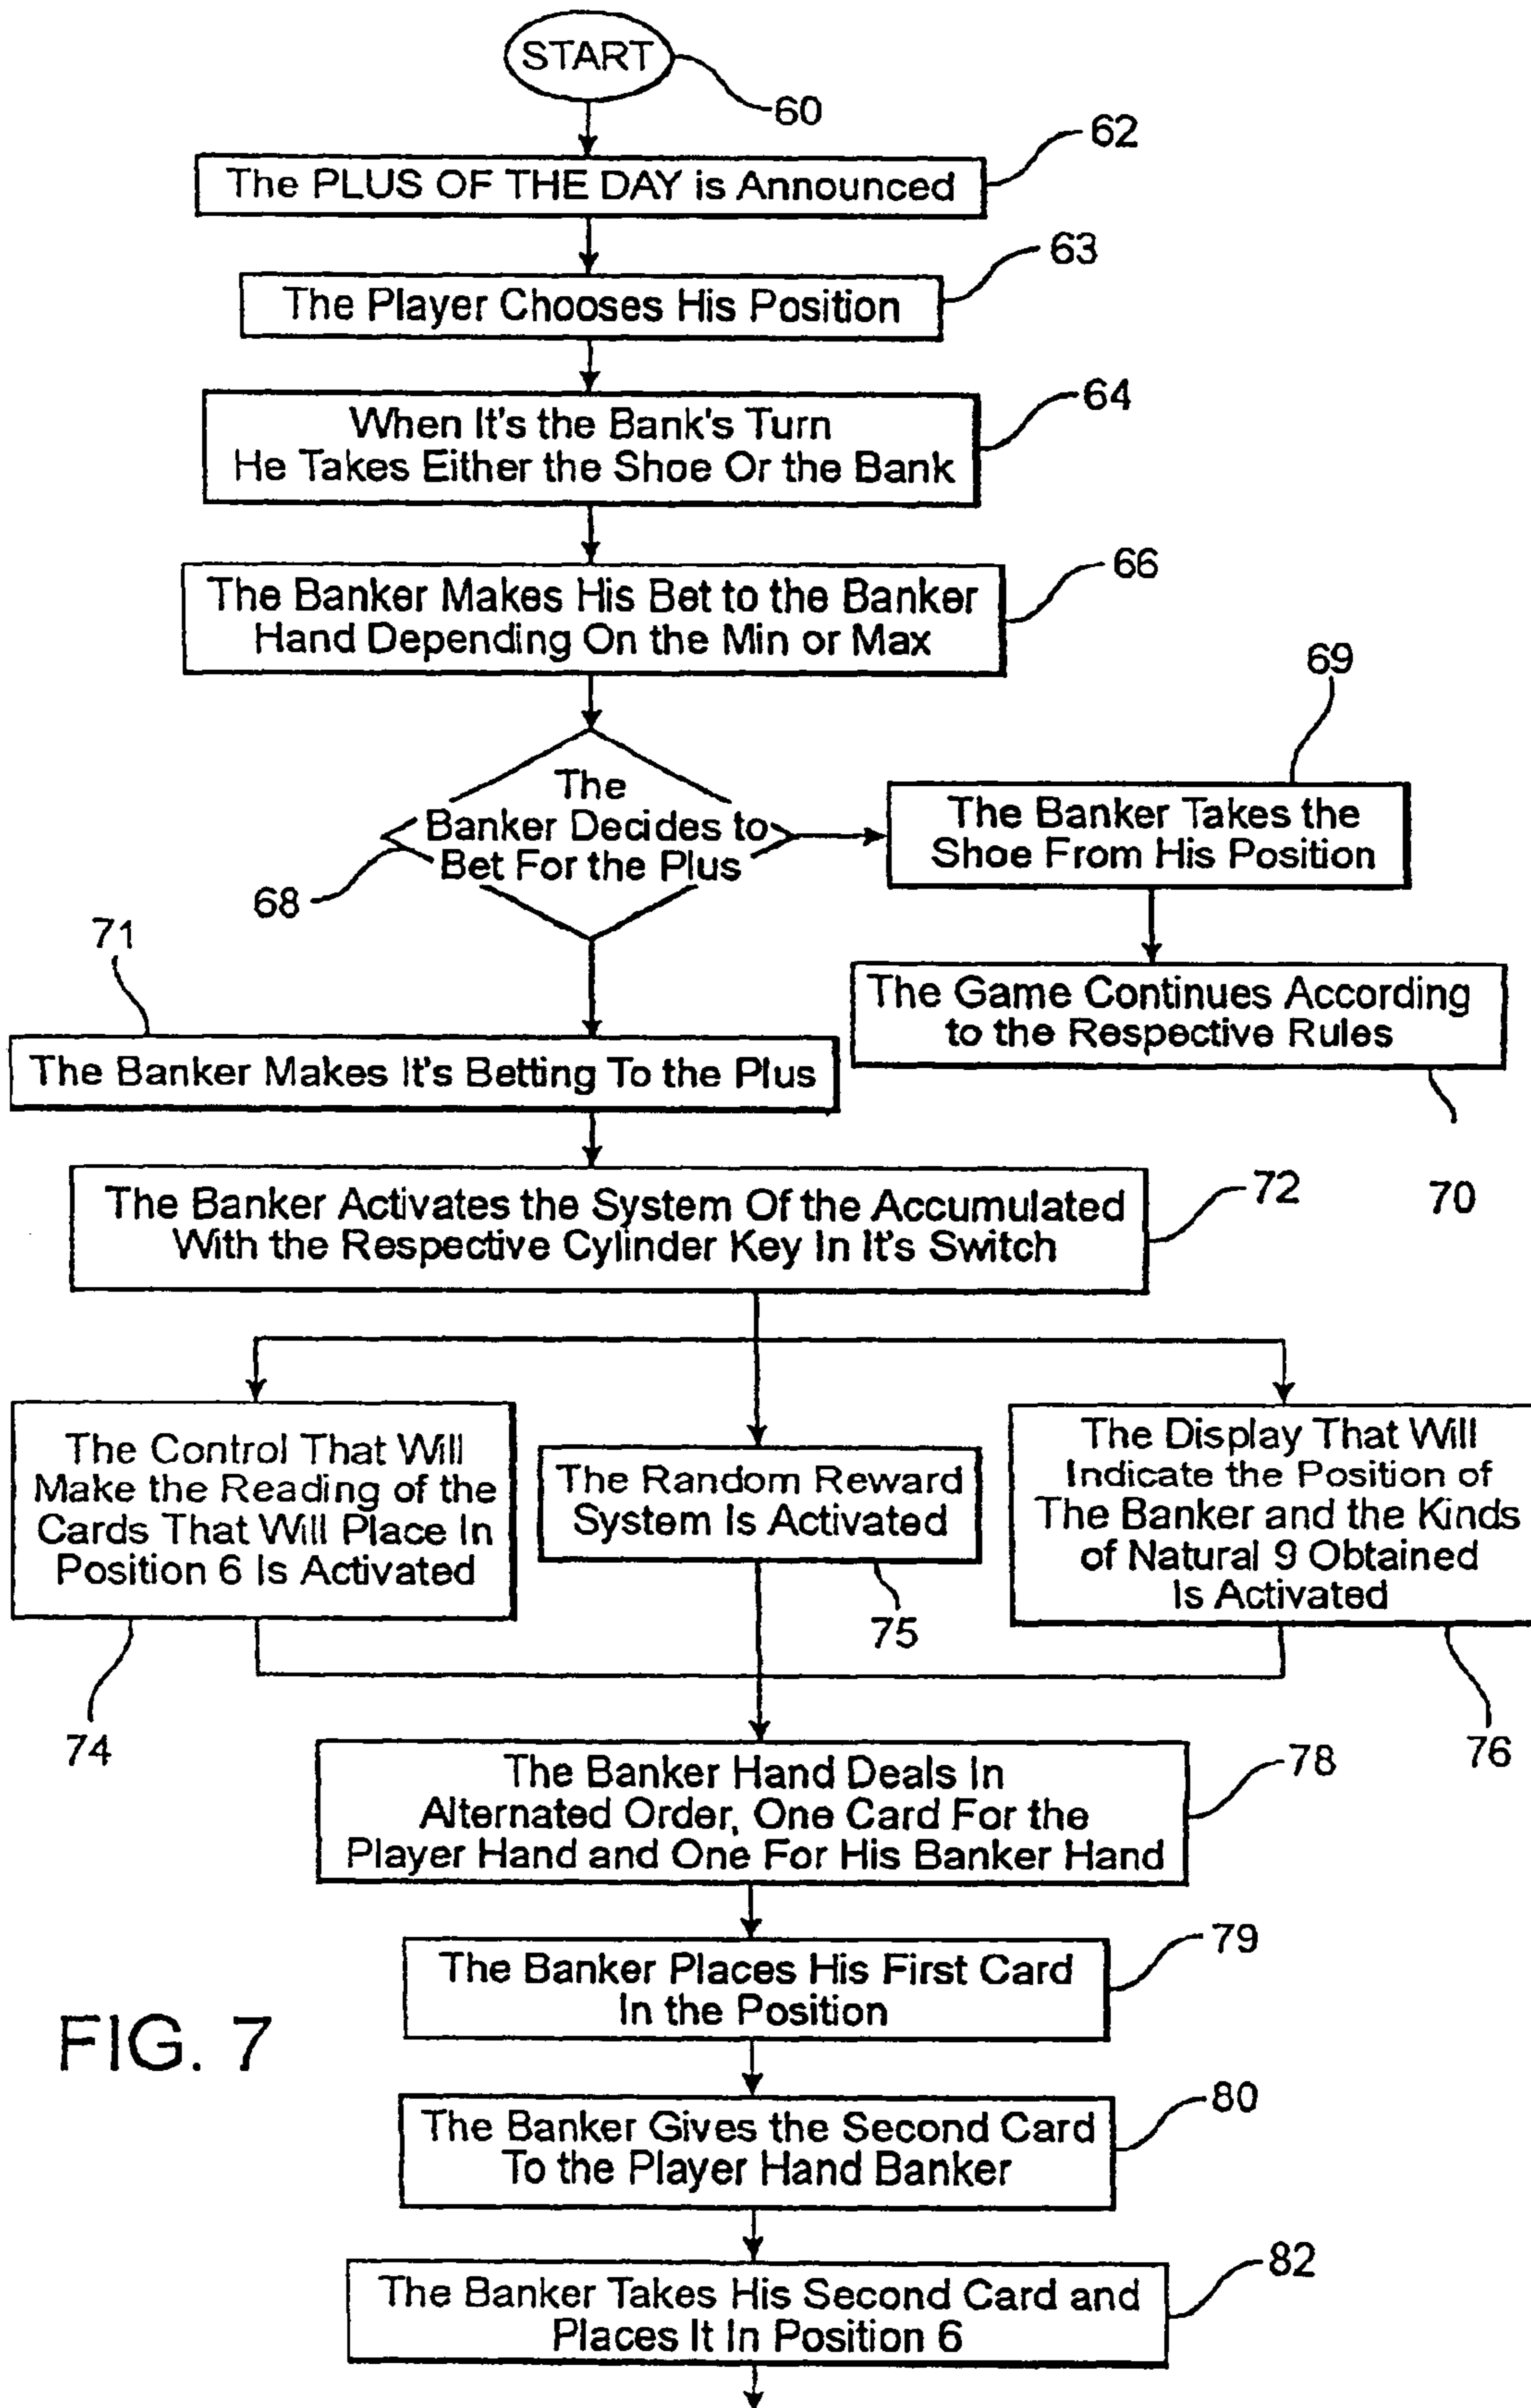 START
60
The PLUS OF THE DAY is Announced
62
The Player Chooses His Position
63
When It's the Bank's Turn
He Takes Either the Shoe Or the Bank
64
The Banker Makes His Bet to the Banker
Hand Depending On the Min or Max
66
The
Banker Decides to
Bet For the Plus
68
69
The Banker Takes the
Shoe From His Position
The Game Continues According
to the Respective Rules
70
71
The Banker Makes It's Betting To the Plus
The Banker Activates the System Of the Accumulated
With the Respective Cylinder Key In It's Switch
72
The Control That Will
Make the Reading of the
Cards That Will Place In
Position 6 Is Activated
74
The Random Reward
System Is Activated
75
The Display That Will
Indicate the Position of
The Banker and the Kinds
of Natural 9 Obtained
Is Activated
76
The Banker Hand Deals In
Alternated Order, One Card For the
Player Hand and One For His Banker Hand
78
The Banker Places His First Card
In the Position
79
FIG. 7
The Banker Gives the Second Card
To the Player Hand Banker
80
The Banker Takes His Second Card and
Places It In Position 6
82